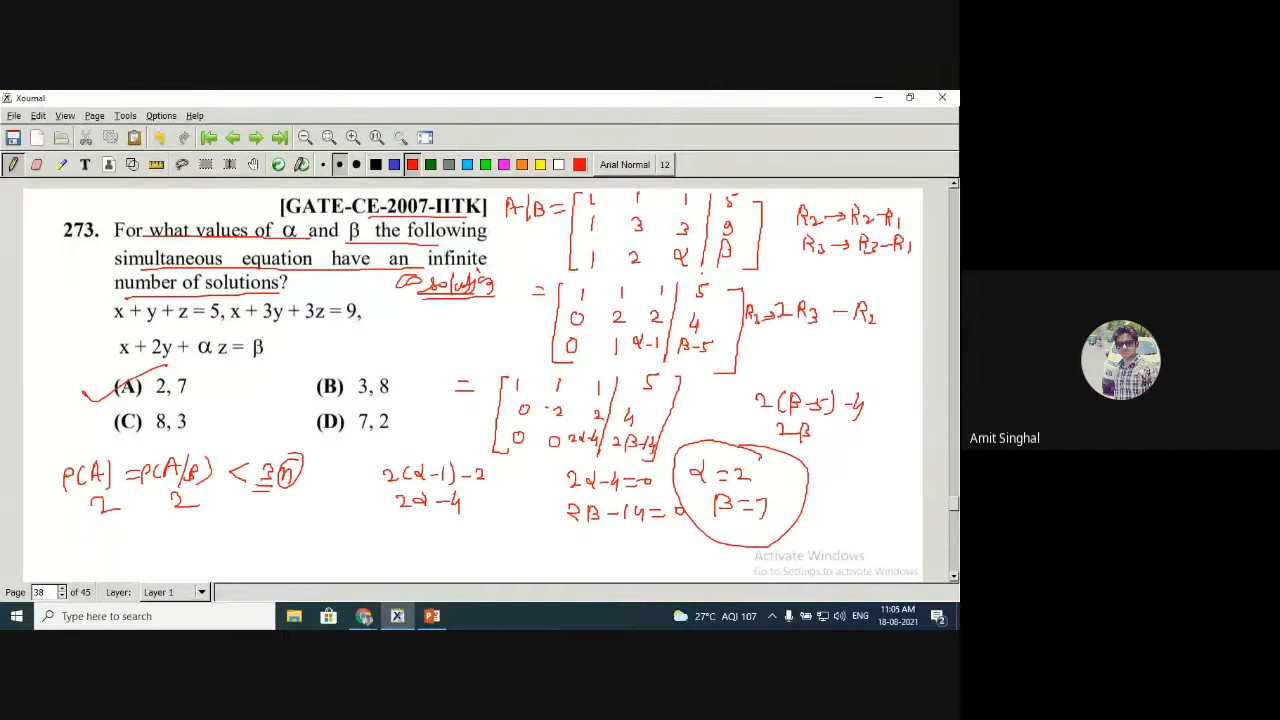 Xournal
File Edit View Page Tools Options Help
Arial Normal 12
[GATE-CE-2007-IITK]
273. For what values of α and β the following
simultaneous equation have an infinite
number of solutions?
solution
x + y + z = 5, x + 3y + 3z = 9,
x + 2y + α z = β
(A) 2, 7 (B) 3, 8
(C) 8, 3 (D) 7, 2
ρ(A) = ρ(A/B) < 3 n
2 2
A/B = [ 1 1 1 | 5
1 3 3 | 9
1 2 α | β ]
R2 → R2 - R1
R3 → R3 - R1
= [ 1 1 1 | 5
0 2 2 | 4
0 1 α-1 | β-5 ]
R3 → 2R3 - R2
= [ 1 1 1 | 5
0 2 2 | 4
0 0 2α-4 | 2β-14 ]
2(β-5)-4
2β
2(α-1)-2
2α-4
2α-4=0
2β-14=0
α=2
β=7
Activate Windows
Go to Settings to activate Windows.
Page 38 of 45 Layer: Layer 1
Type here to search
27°C AQI 107
ENG
11:05 AM
18-08-2021
2
Amit Singhal